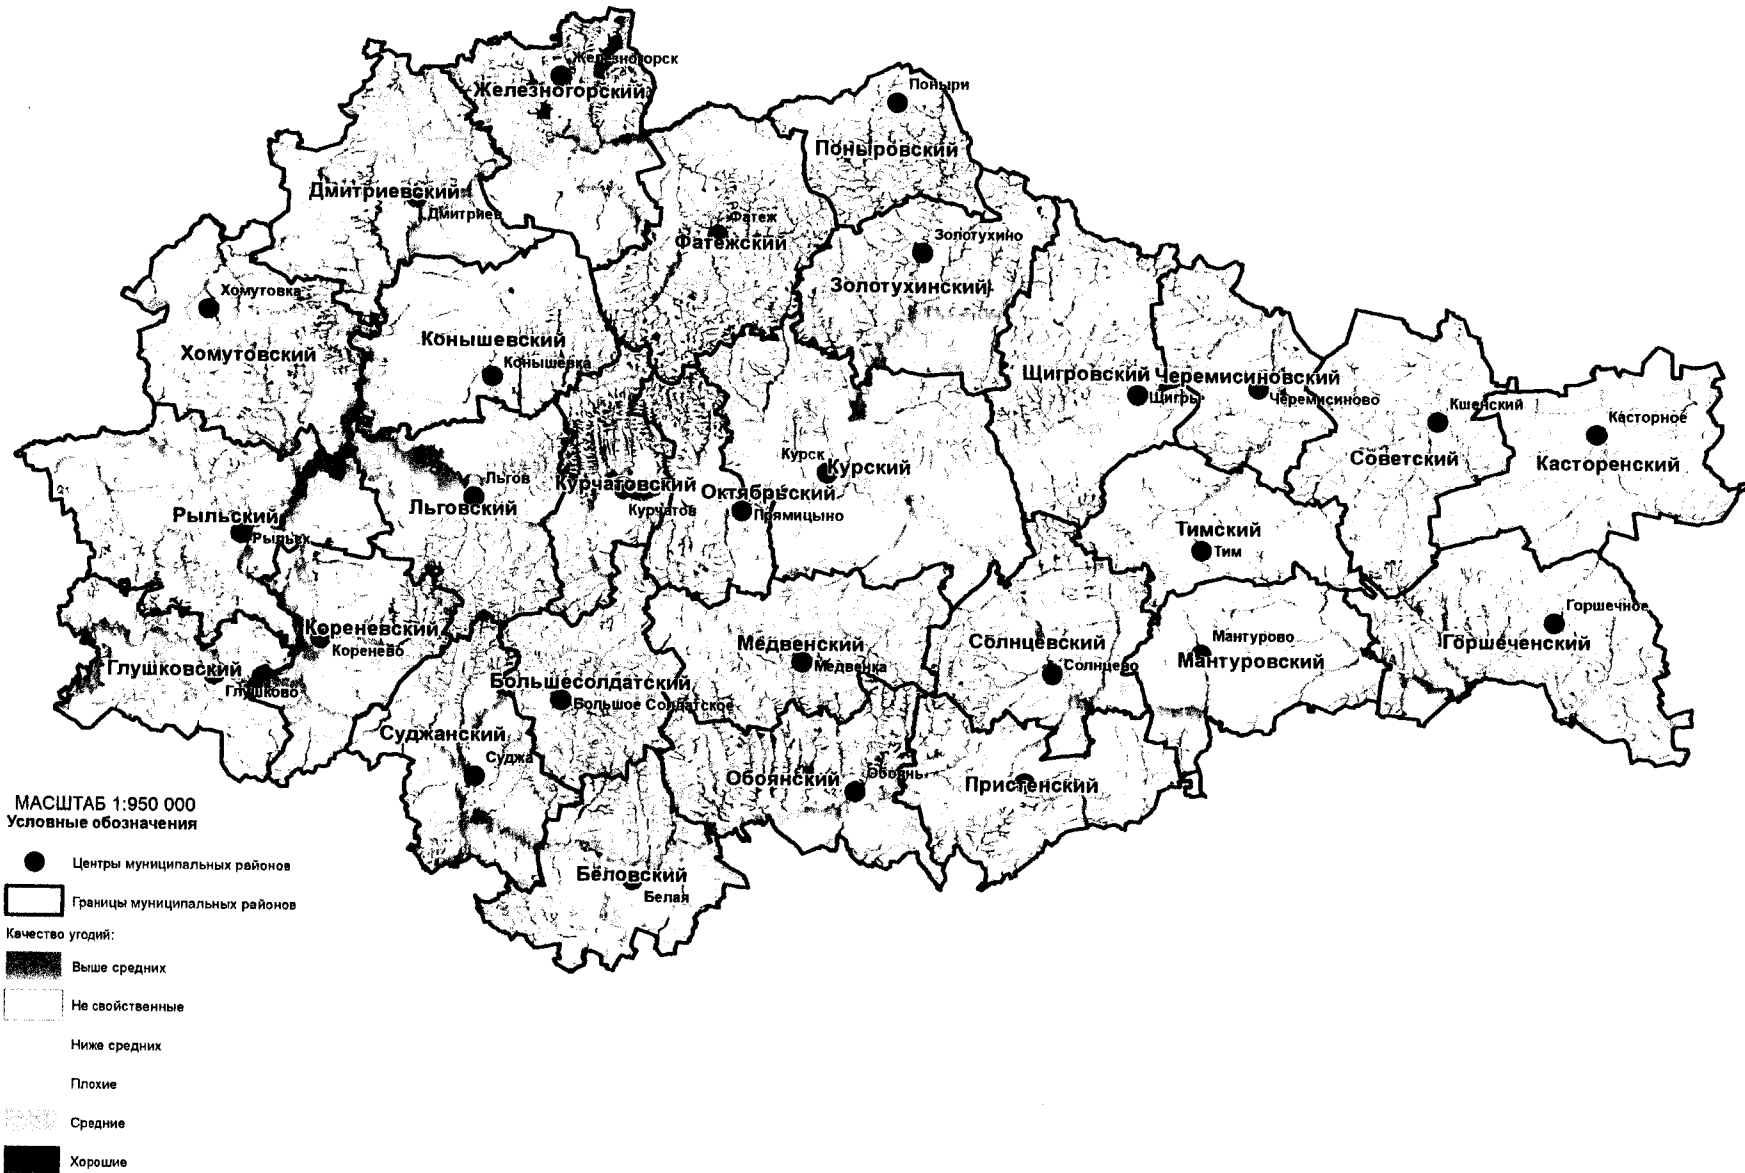 Железногорск
Железногорский
Поныри
Поныровский
Дмитриевский
Дмитриев
Фатеж
Фатежский
Золотухино
Золотухинский
Хомутовка
Хомутовский
Конышевский
Конышевка
Щигровский
Щигры
Черемисиновский
Черемисиново
Кшенский
Советский
Касторное
Касторенский
Курск
Курский
Льгов
Льговский
Курчатовский
Курчатов
Октябрьский
Прямицыно
Рыльский
Рыльск
Тимский
Тим
Кореневский
Коренево
Глушковский
Глушково
Медвенский
Медвенка
Солнцевский
Солнцево
Мантурово
Мантуровский
Горшечное
Горшеченский
Большесолдатский
Большое Солдатское
Суджанский
Суджа
Обоянский
Обоянь
Пристенский
Беловский
Белая
МАСШТАБ 1:950 000
Условные обозначения
Центры муниципальных районов
Границы муниципальных районов
Качество угодий:
Выше средних
Не свойственные
Ниже средних
Плохие
Средние
Хорошие